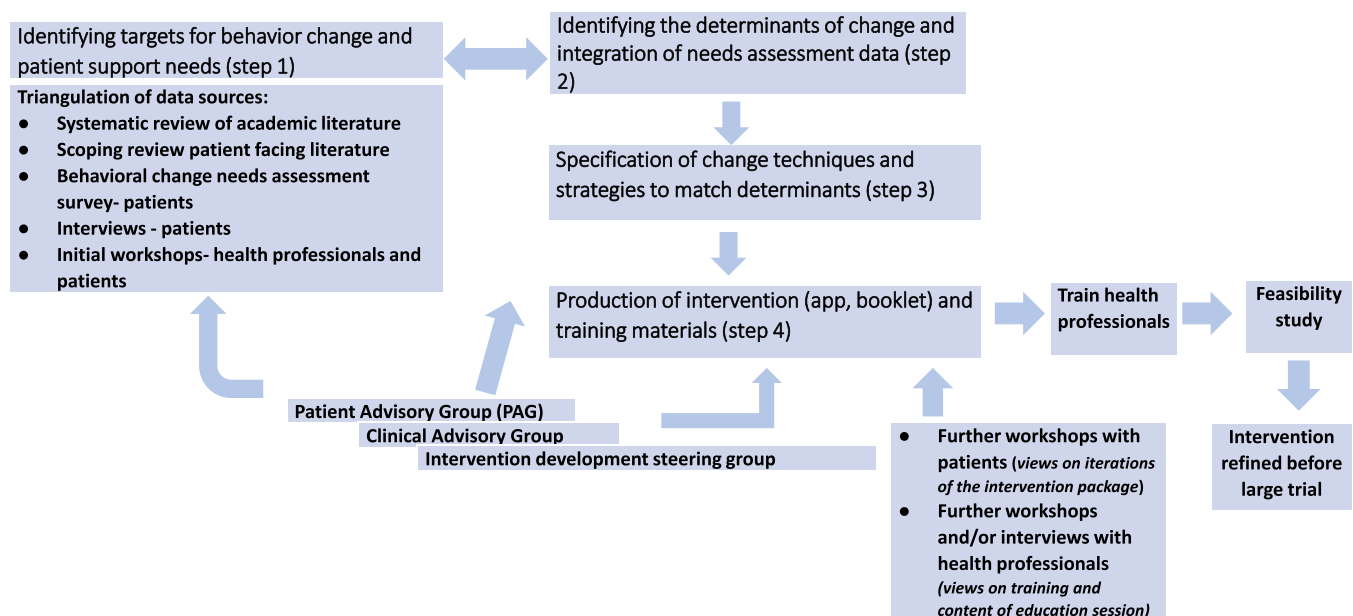 Identifying targets for behavior change and
patient support needs (step 1)
Triangulation of data sources:
● Systematic review of academic literature
● Scoping review patient facing literature
● Behavioral change needs assessment
survey- patients
● Interviews - patients
● Initial workshops- health professionals and
patients
Identifying the determinants of change and
integration of needs assessment data (step
2)
Specification of change techniques and
strategies to match determinants (step 3)
Production of intervention (app, booklet) and
training materials (step 4)
Train health
professionals
Feasibility
study
Intervention
refined before
large trial
Patient Advisory Group (PAG)
Clinical Advisory Group
Intervention development steering group
● Further workshops with
patients (views on iterations
of the intervention package)
● Further workshops
and/or interviews with
health professionals
(views on training and
content of education session)